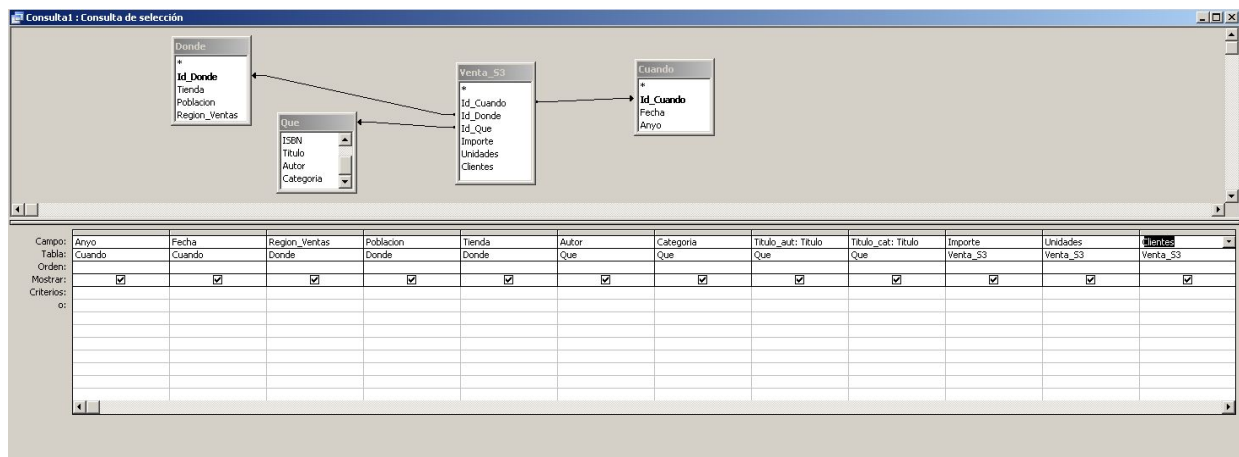 Consulta1 : Consulta de selección
Donde
*
Id_Donde
Tienda
Poblacion
Region_Ventas
Que
ISBN
Titulo
Autor
Categoria
Venta_S3
*
Id_Cuando
Id_Donde
Id_Que
Importe
Unidades
Clientes
Cuando
*
Id_Cuando
Fecha
Anyo
Campo: Anyo Fecha Region_Ventas Poblacion Tienda Autor Categoria Titulo_aut: Titulo Titulo_cat: Titulo Importe Unidades Clientes
Tabla: Cuando Cuando Donde Donde Donde Que Que Que Que Venta_S3 Venta_S3 Venta_S3
Orden:
Mostrar:
Criterios:
o: